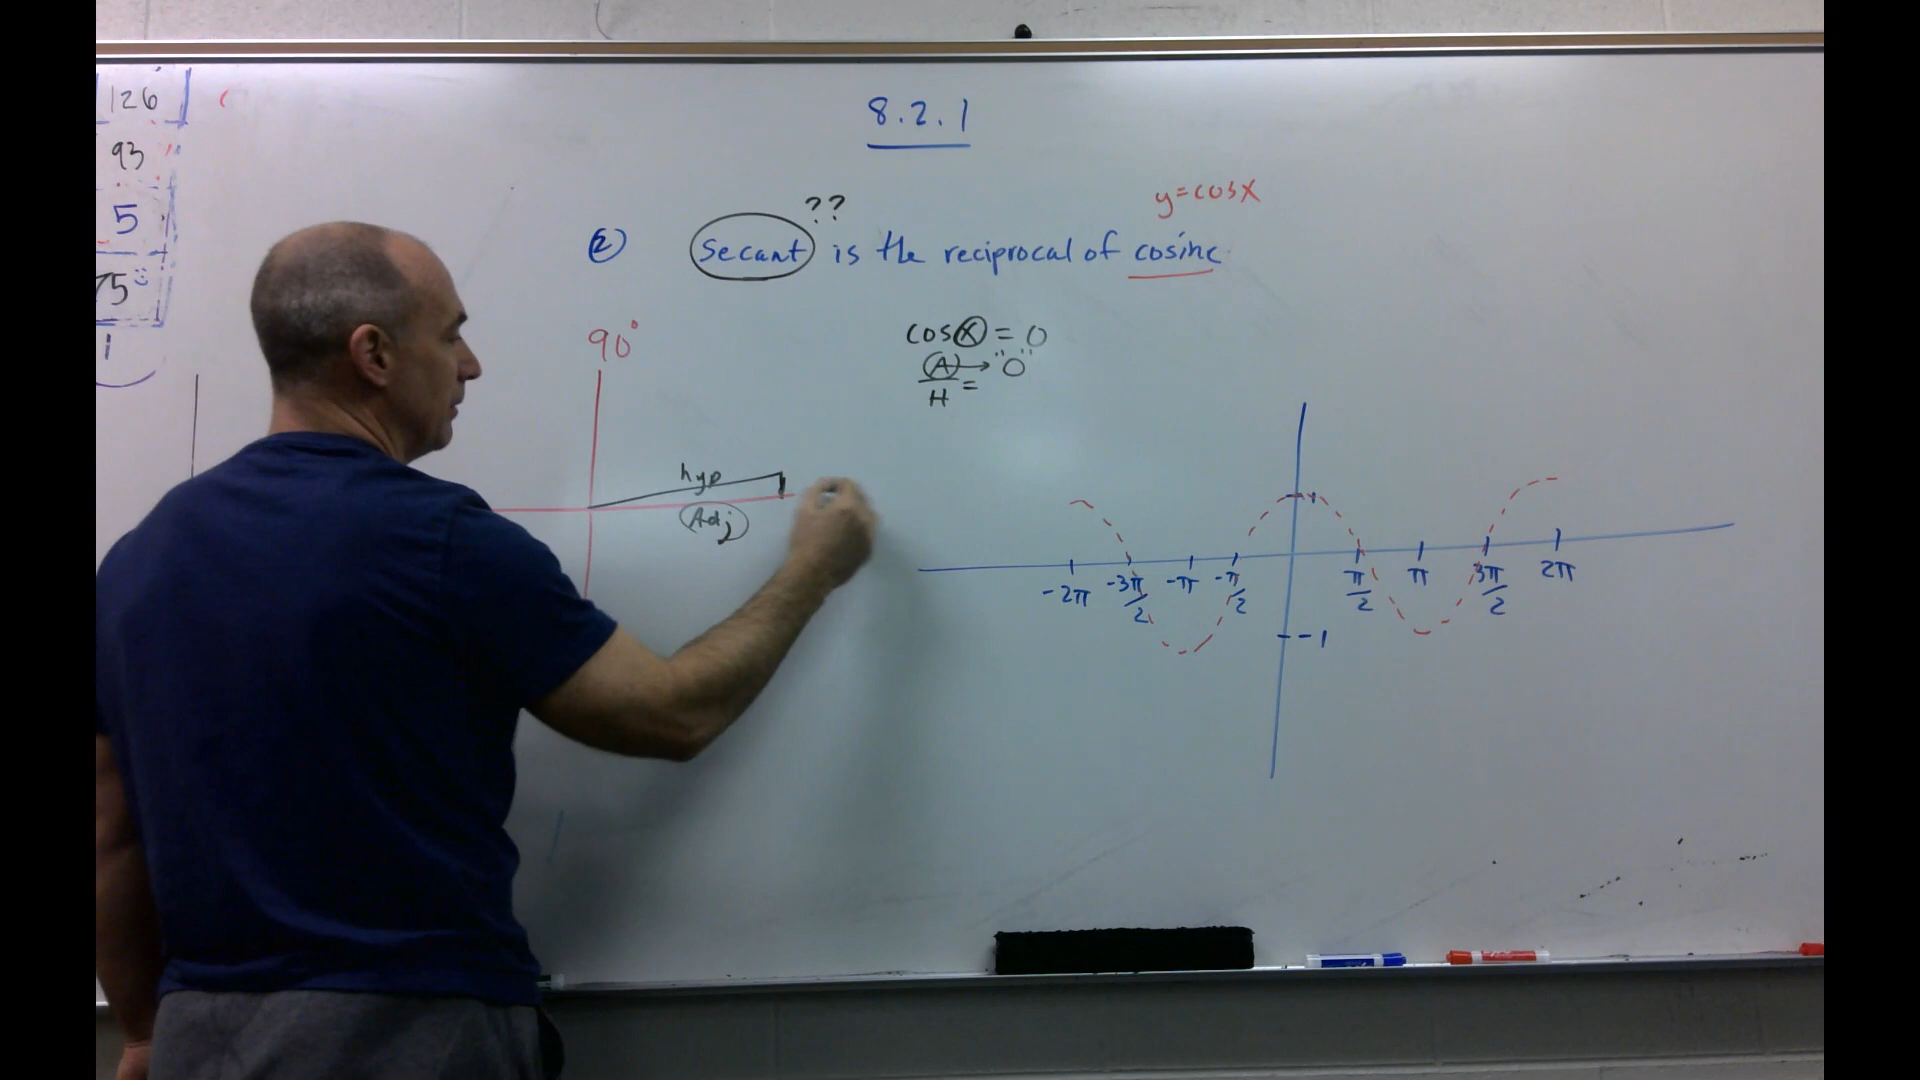 8.2.1
126
93
5
75
1
y=cosx
??
② secant is the reciprocal of cosine
90°
cosx = 0
A → "0"
H =
hyp
Adj
1
-2π -3π/2 -π -π/2 π/2 π 3π/2 2π
-1